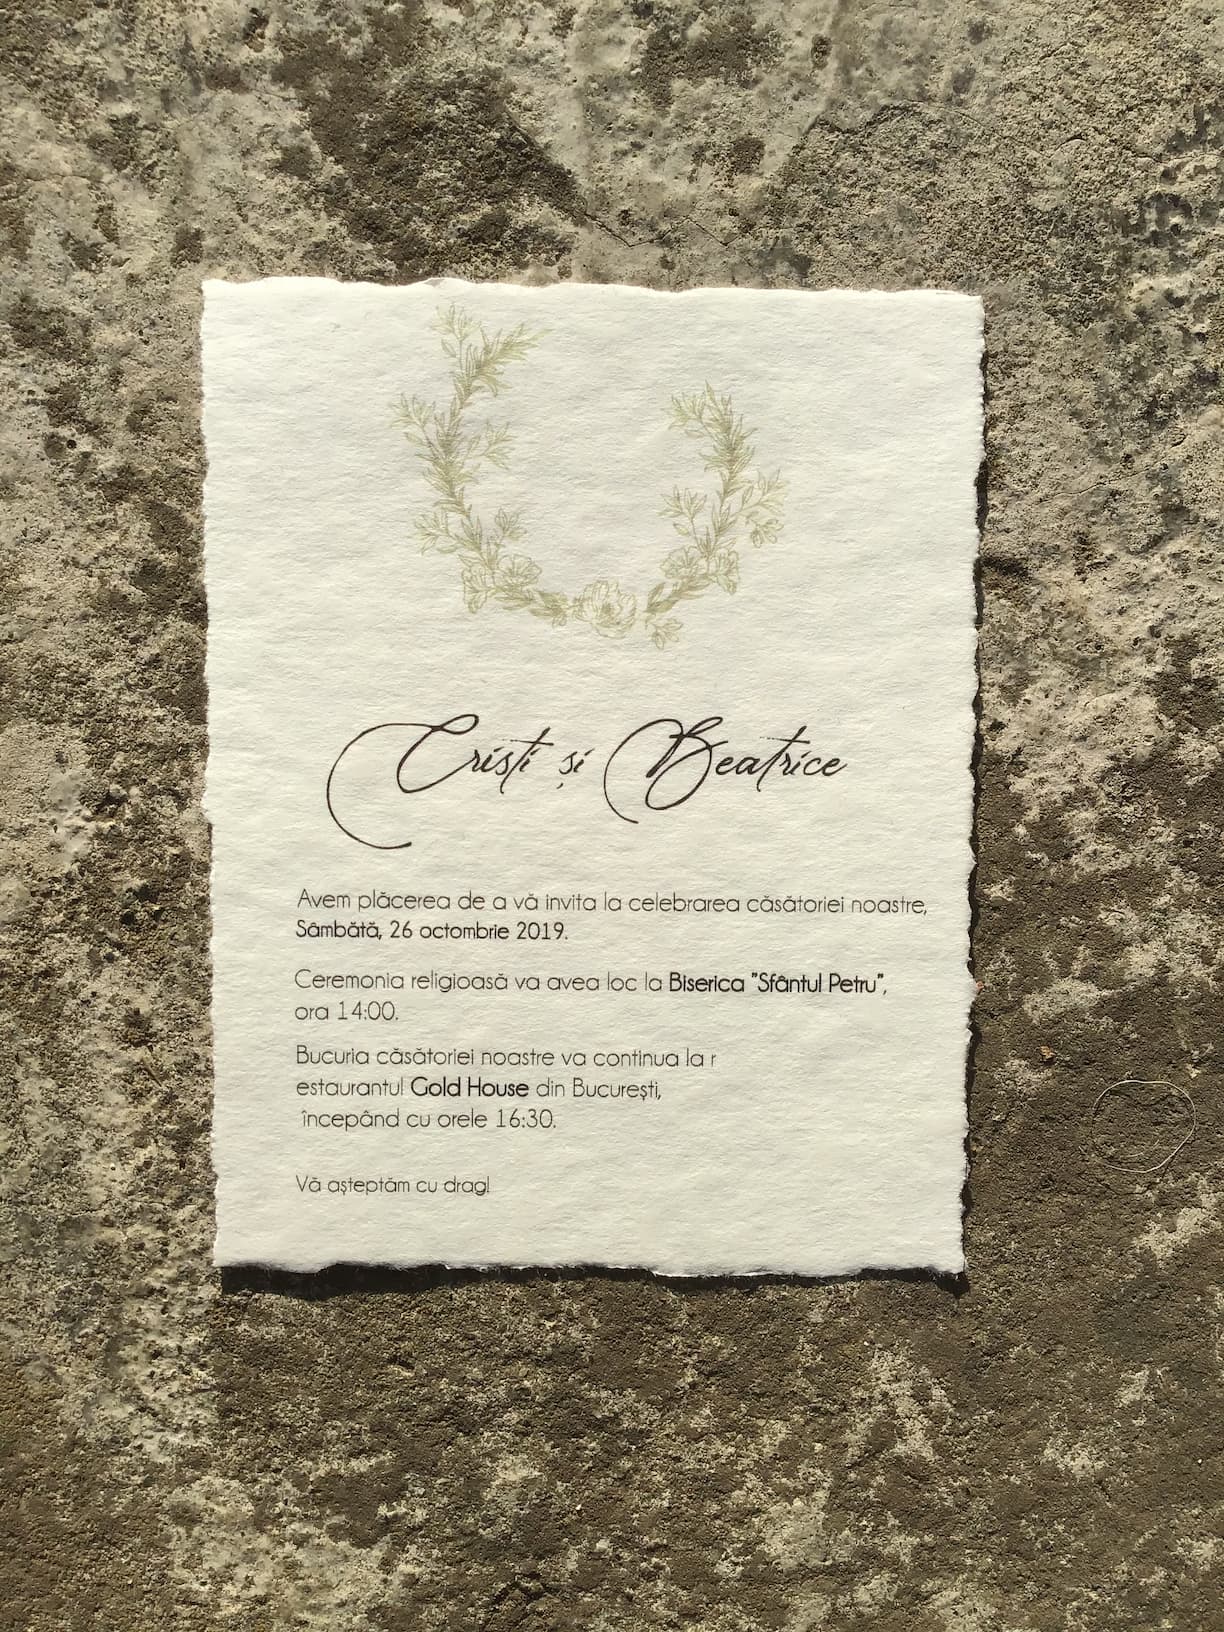 Cristi și Beatrice
Avem plăcerea de a vă invita la celebrarea căsătoriei noastre,
Sâmbătă, 26 octombrie 2019.
Ceremonia religioasă va avea loc la Biserica "Sfântul Petru",
ora 14:00.
Bucuria căsătoriei noastre va continua la r
estaurantul Gold House din București,
începând cu orele 16:30.
Vă așteptăm cu drag!